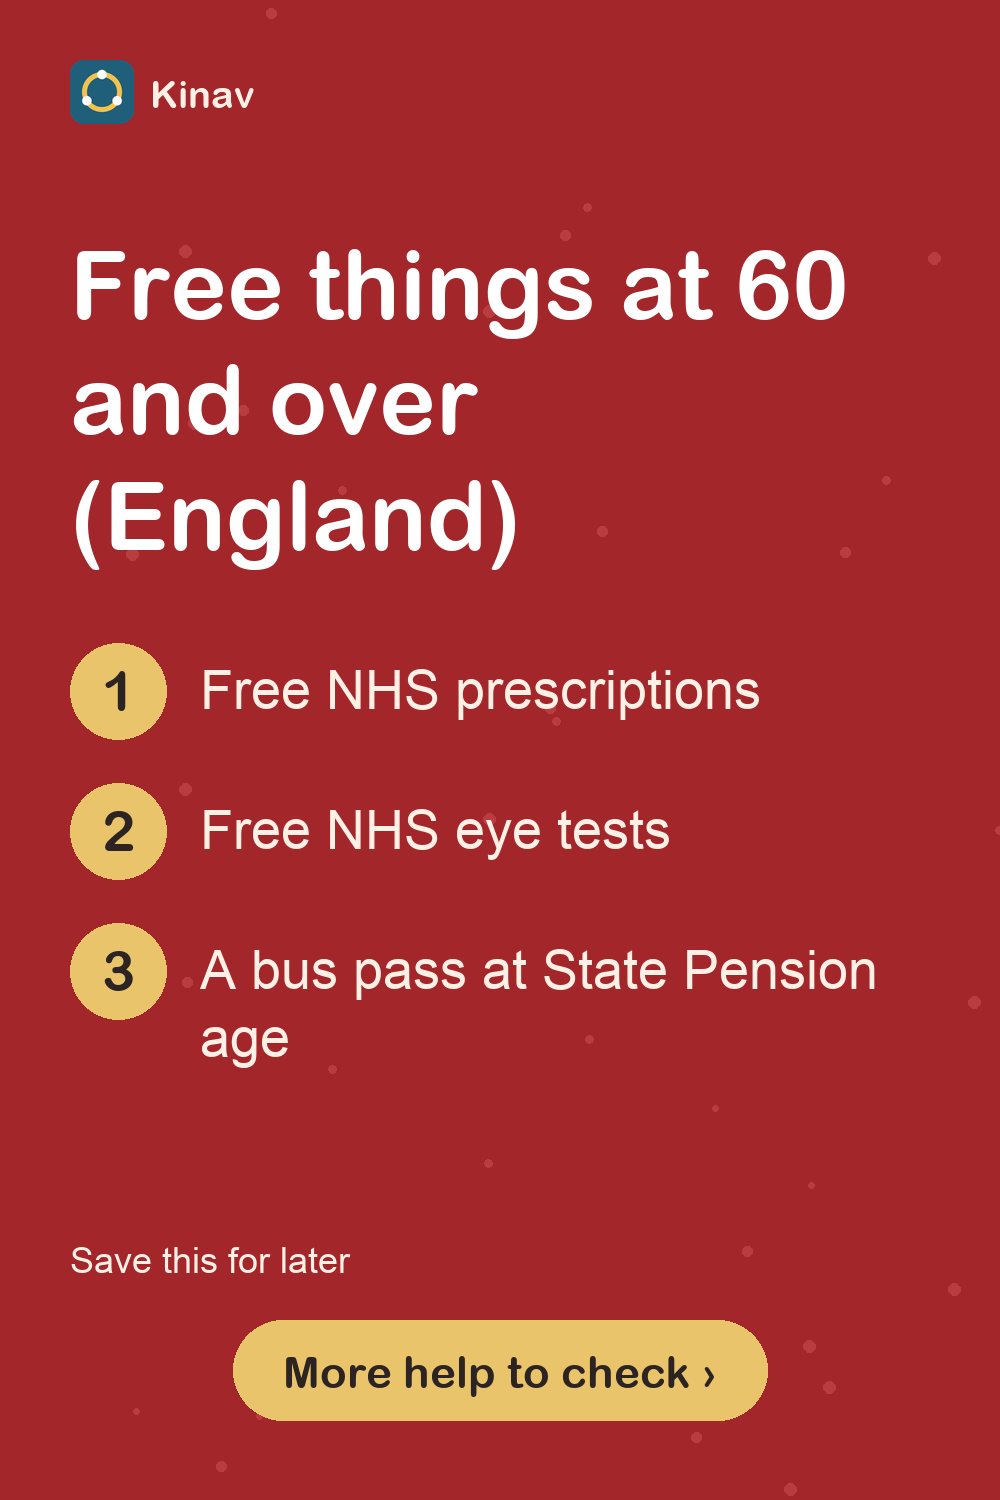 Kinav
Free things at 60
and over
(England)
1 Free NHS prescriptions
2 Free NHS eye tests
3 A bus pass at State Pension
age
Save this for later
More help to check ›